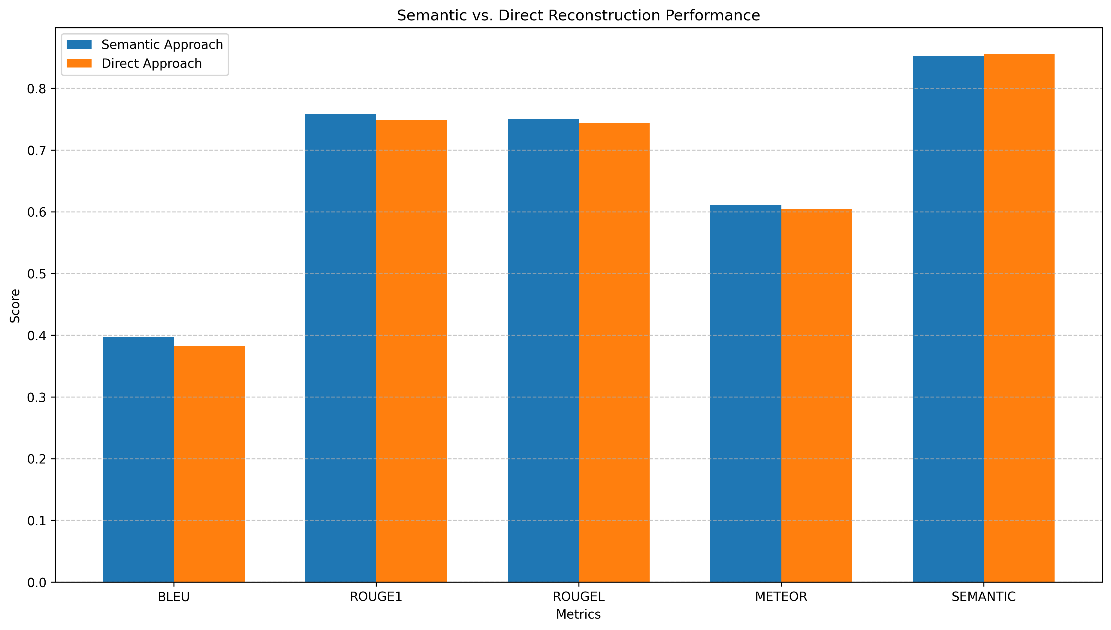 Semantic vs. Direct Reconstruction Performance
Semantic Approach
Direct Approach
Score
0.8
0.7
0.6
0.5
0.4
0.3
0.2
0.1
0.0
BLEU
ROUGE1
ROUGEL
METEOR
SEMANTIC
Metrics